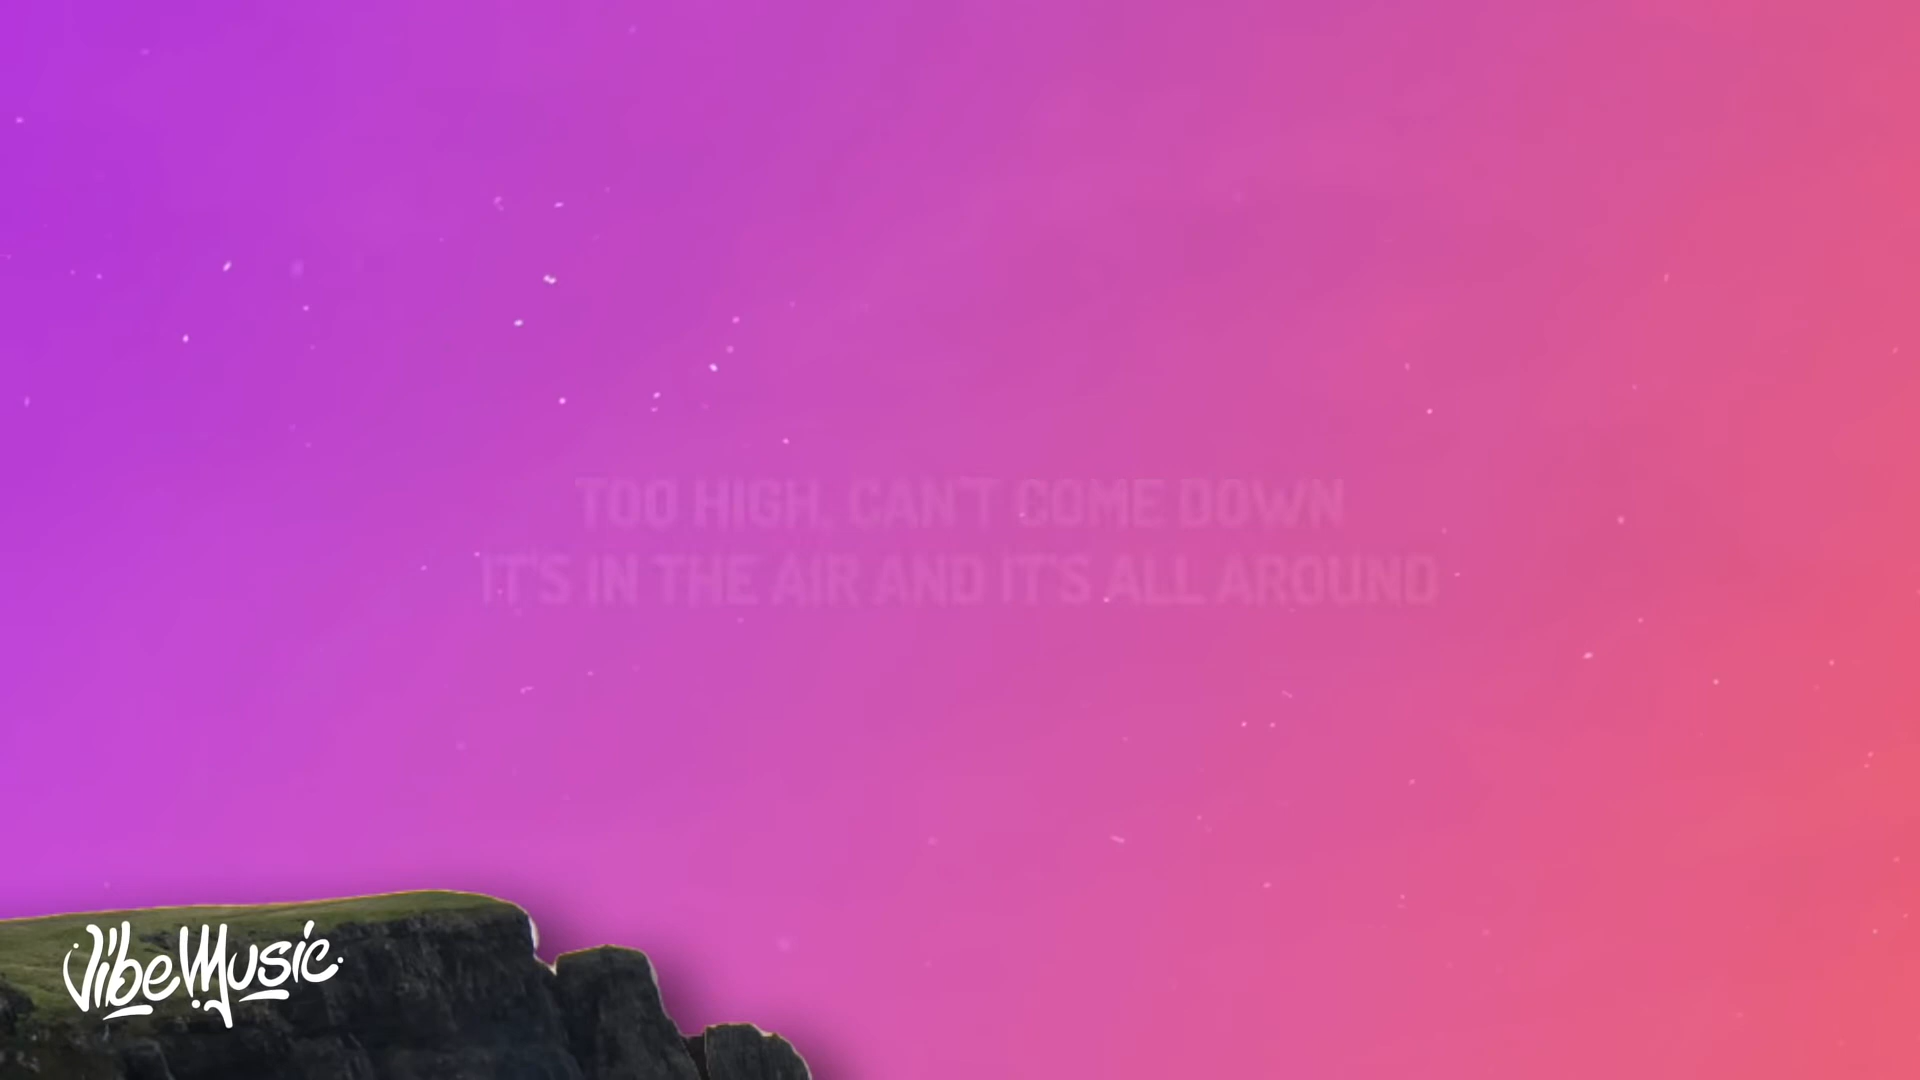 TOO HIGH, CAN'T COME DOWN
IT'S IN THE AIR AND IT'S ALL AROUND
VibeMusic.